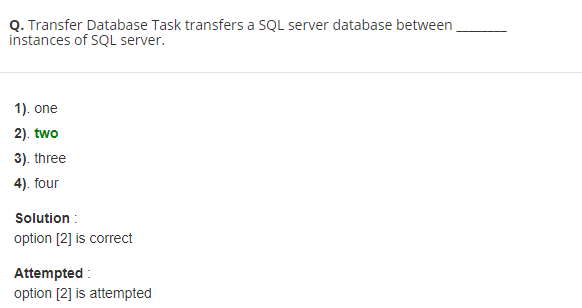 Q. Transfer Database Task transfers a SQL server database between ________
instances of SQL server.
1). one
2). two
3). three
4). four
Solution :
option [2] is correct
Attempted :
option [2] is attempted